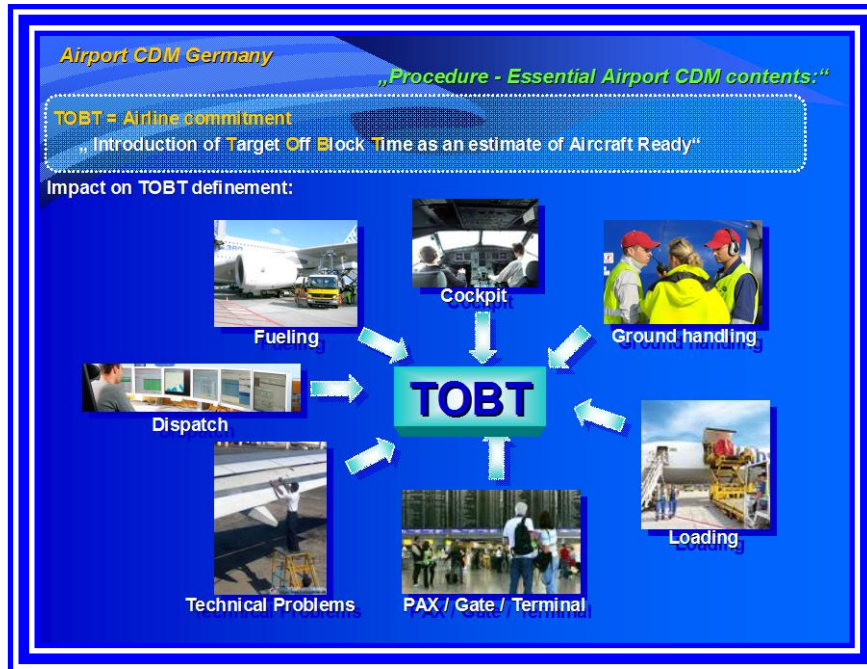 Airport CDM Germany
„Procedure - Essential Airport CDM contents:“
TOBT = Airline commitment
„ Introduction of Target Off Block Time as an estimate of Aircraft Ready“
Impact on TOBT definement:
Cockpit
Fueling
Ground handling
TOBT
Dispatch
Loading
Technical Problems
PAX / Gate / Terminal